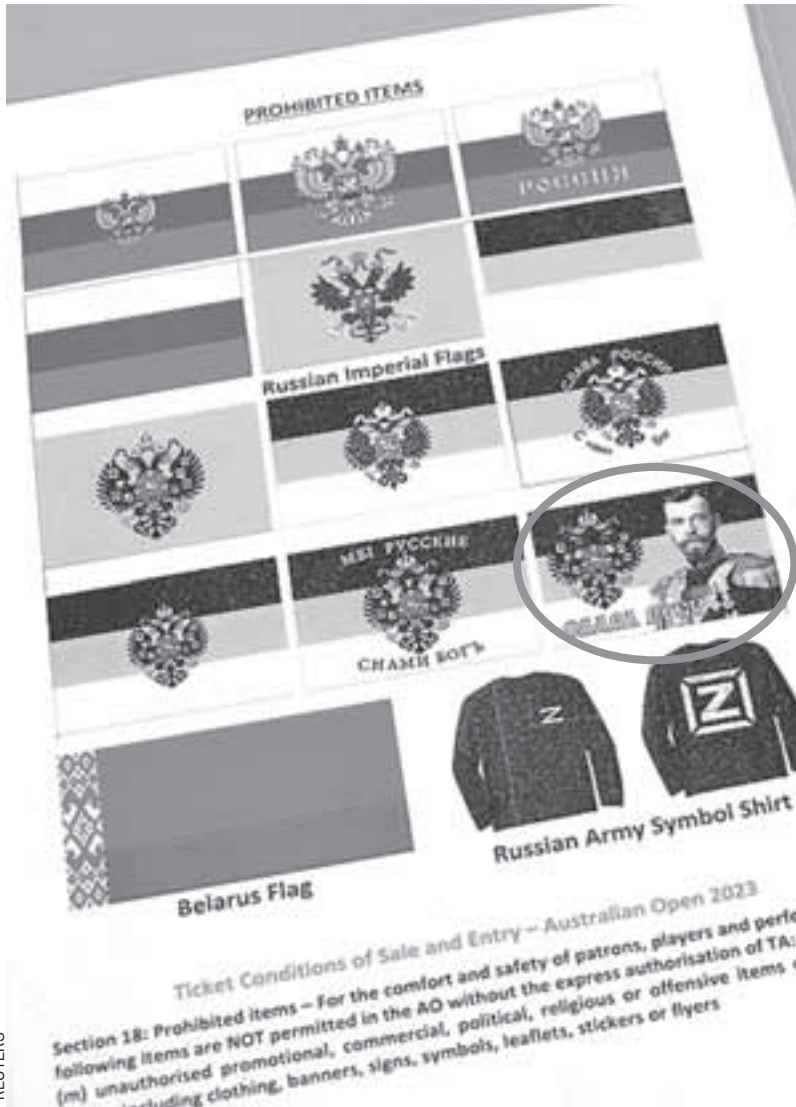 PROHIBITED ITEMS
РОССИЯ
Russian Imperial Flags
СЛАВА РОССИИ
МЫ РУССКИЕ
СНАМИ БОГЪ
Z
Z
Belarus Flag
Russian Army Symbol Shirt
Ticket Conditions of Sale and Entry – Australian Open 2023
Section 18: Prohibited items – For the comfort and safety of patrons, players and
following items are NOT permitted in the AO without the express authorisation of TA:
(m) unauthorised promotional, commercial, political, religious or offensive items
including clothing, banners, signs, symbols, leaflets, stickers or flyers
REUTERS